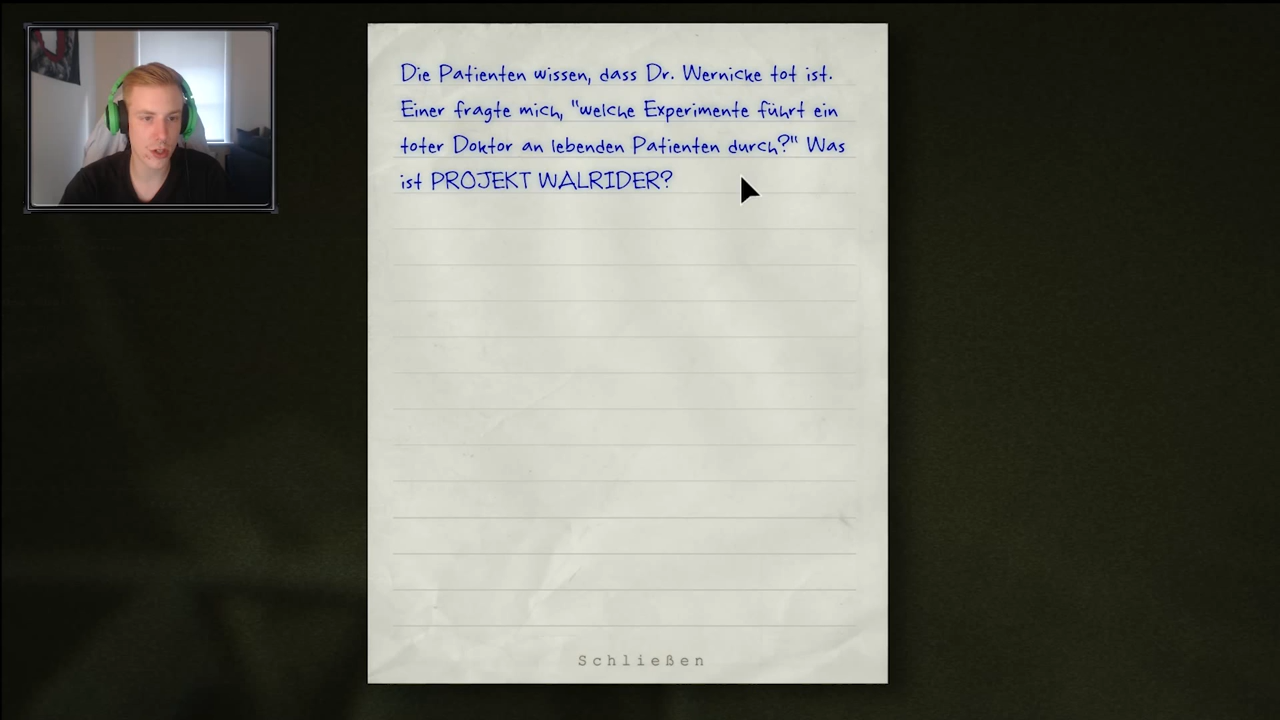 Die Patienten wissen, dass Dr. Wernicke tot ist.
Einer fragte mich, "welche Experimente führt ein
toter Doktor an lebenden Patienten durch?" Was
ist PROJEKT WALRIDER?
Schließen